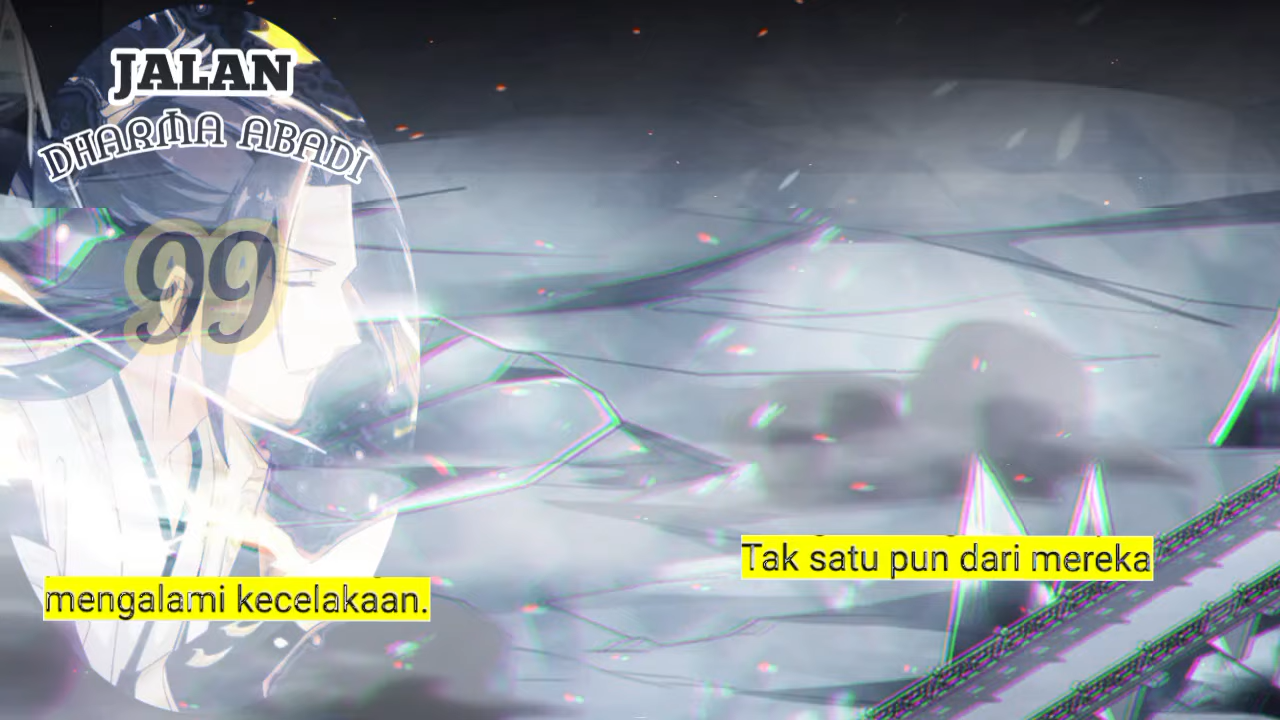 JALAN
DHARMA ABADI
99
Tak satu pun dari mereka
mengalami kecelakaan.